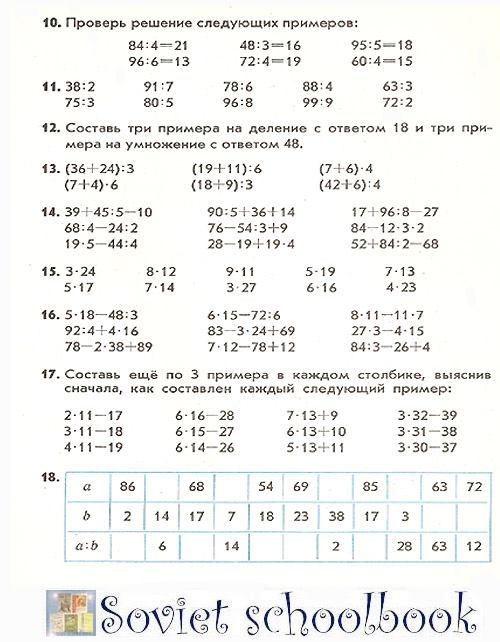 10. Проверь решение следующих примеров:
84:4=21 48:3=16 95:5=18
96:6=13 72:4=19 60:4=15
11. 38:2 91:7 78:6 88:4 63:3
75:3 80:5 96:8 99:9 72:2
12. Составь три примера на деление с ответом 18 и три при-
мера на умножение с ответом 48.
13. (36+24):3 (19+11):6 (7+6)·4
(7+4)·6 (18+9):3 (42+6):4
14. 39+45:5−10 90:5+36+14 17+96:8−27
68:4−24:2 76−54:3+9 84−12·3·2
19·5−44:4 28−19+19·4 52+84:2−68
15. 3·24 8·12 9·11 5·19 7·13
5·17 7·14 3·27 6·16 4·23
16. 5·18−48:3 6·15−72:6 8·11−11·7
92:4+4·16 83−3·24+69 27·3−4·15
78−2·38+89 7·12−78+12 84:3−26+4
17. Составь ещё по 3 примера в каждом столбике, выяснив
сначала, как составлен каждый следующий пример:
2·11−17 6·16−28 7·13+9 3·32−39
3·11−18 6·15−27 6·13+10 3·31−38
4·11−19 6·14−26 5·13+11 3·30−37
18.
a 86 68 54 69 85 63 72
b 2 14 17 7 18 23 38 17 3
a:b 6 14 2 28 63 12
Soviet schoolbook